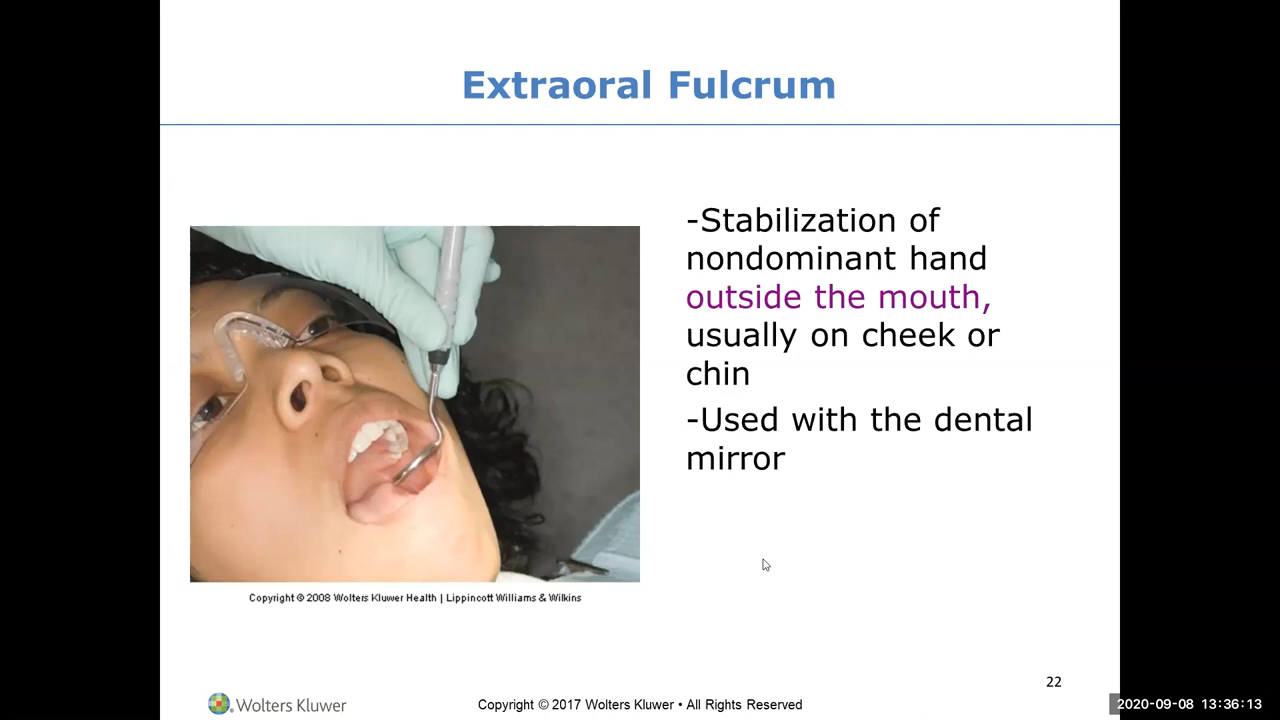 Extraoral Fulcrum
-Stabilization of
nondominant hand
outside the mouth,
usually on cheek or
chin
-Used with the dental
mirror
Copyright © 2008 Wolters Kluwer Health | Lippincott Williams & Wilkins
22
Wolters Kluwer
Copyright © 2017 Wolters Kluwer • All Rights Reserved
2020-09-08 13:36:13